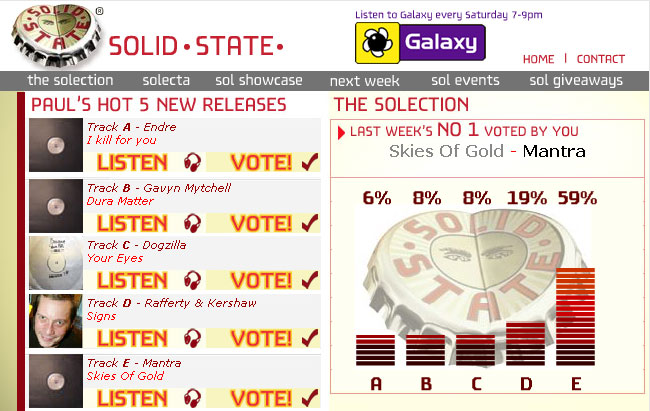 SOLID STATE
®
SOLID • STATE •
Listen to Galaxy every Saturday 7-9pm
Galaxy
HOME | CONTACT
the solection selecta sol showcase next week sol events sol giveaways
PAUL'S HOT 5 NEW RELEASES
Track A - Endre
I kill for you
LISTEN VOTE!
Track B - Gavyn Mytchell
Dura Matter
LISTEN VOTE!
Track C - Dogzilla
Your Eyes
LISTEN VOTE!
Track D - Rafferty & Kershaw
Signs
LISTEN VOTE!
Track E - Mantra
Skies Of Gold
LISTEN VOTE!
THE SOLECTION
LAST WEEK'S NO 1 VOTED BY YOU
Skies Of Gold - Mantra
6% 8% 8% 19% 59%
SOLID STATE
A B C D E